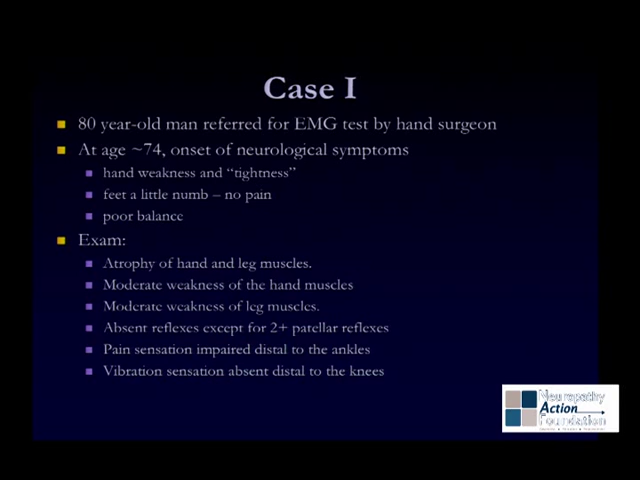 Case I
80 year-old man referred for EMG test by hand surgeon
At age ~74, onset of neurological symptoms
hand weakness and “tightness”
feet a little numb – no pain
poor balance
Exam:
Atrophy of hand and leg muscles.
Moderate weakness of the hand muscles
Moderate weakness of leg muscles.
Absent reflexes except for 2+ patellar reflexes
Pain sensation impaired distal to the ankles
Vibration sensation absent distal to the knees
Neuropathy
Action
Foundation